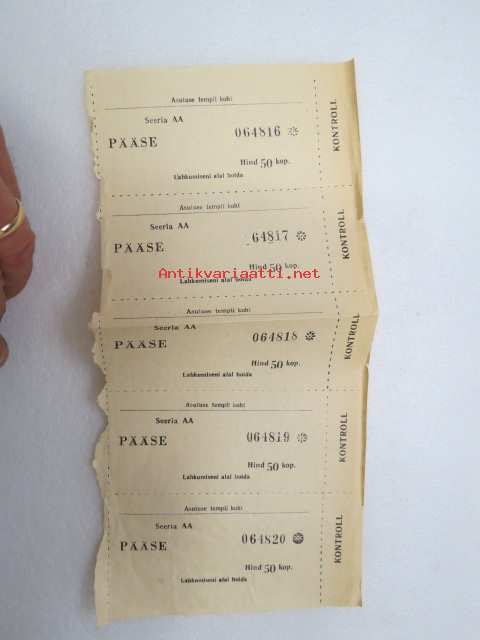 Asutuse templi koht
Seeria AA
064816
PÄÄSE
Hind 50 kop.
Lahkumiseni alal hoida
KONTROLL
Asutuse templi koht
Seeria AA
64817
PÄÄSE
Hind 50 kop.
Lahkumiseni alal hoida
KONTROLL
Antikvariaatti.net
Asutuse templi koht
Seeria AA
064818
PÄÄSE
Hind 50 kop.
Lahkumiseni alal hoida
KONTROLL
Asutuse templi koht
Seeria AA
064819
PÄÄSE
Hind 50 kop.
Lahkumiseni alal hoida
KONTROLL
Asutuse templi koht
Seeria AA
064820
PÄÄSE
Hind 50 kop.
Lahkumiseni alal hoida
KONTROLL